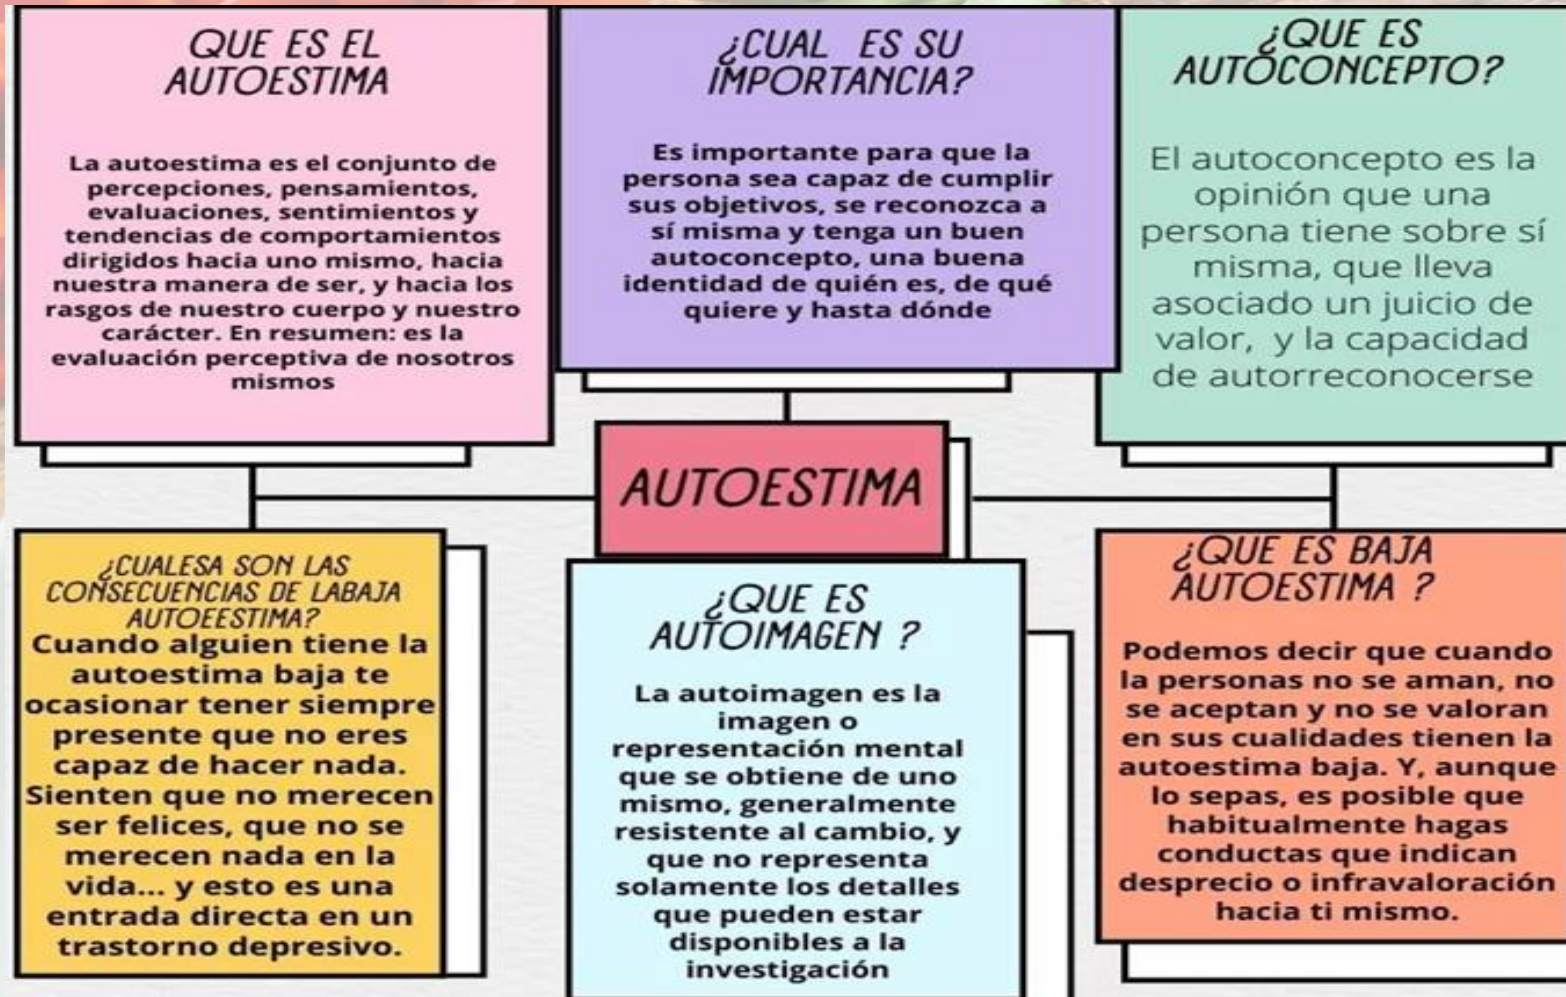 QUE ES EL
AUTOESTIMA
La autoestima es el conjunto de
percepciones, pensamientos,
evaluaciones, sentimientos y
tendencias de comportamientos
dirigidos hacia uno mismo, hacia
nuestra manera de ser, y hacia los
rasgos de nuestro cuerpo y nuestro
carácter. En resumen: es la
evaluación perceptiva de nosotros
mismos
¿CUAL ES SU
IMPORTANCIA?
Es importante para que la
persona sea capaz de cumplir
sus objetivos, se reconozca a
sí misma y tenga un buen
autoconcepto, una buena
identidad de quién es, de qué
quiere y hasta dónde
¿QUE ES
AUTOCONCEPTO?
El autoconcepto es la
opinión que una
persona tiene sobre sí
misma, que lleva
asociado un juicio de
valor, y la capacidad
de autorreconocerse
AUTOESTIMA
¿CUALESA SON LAS
CONSECUENCIAS DE LABAJA
AUTOEESTIMA?
Cuando alguien tiene la
autoestima baja te
ocasionar tener siempre
presente que no eres
capaz de hacer nada.
Sienten que no merecen
ser felices, que no se
merecen nada en la
vida... y esto es una
entrada directa en un
trastorno depresivo.
¿QUE ES
AUTOIMAGEN ?
La autoimagen es la
imagen o
representación mental
que se obtiene de uno
mismo, generalmente
resistente al cambio, y
que no representa
solamente los detalles
que pueden estar
disponibles a la
investigación
¿QUE ES BAJA
AUTOESTIMA ?
Podemos decir que cuando
la personas no se aman, no
se aceptan y no se valoran
en sus cualidades tienen la
autoestima baja. Y, aunque
lo sepas, es posible que
habitualmente hagas
conductas que indican
desprecio o infravaloración
hacia ti mismo.